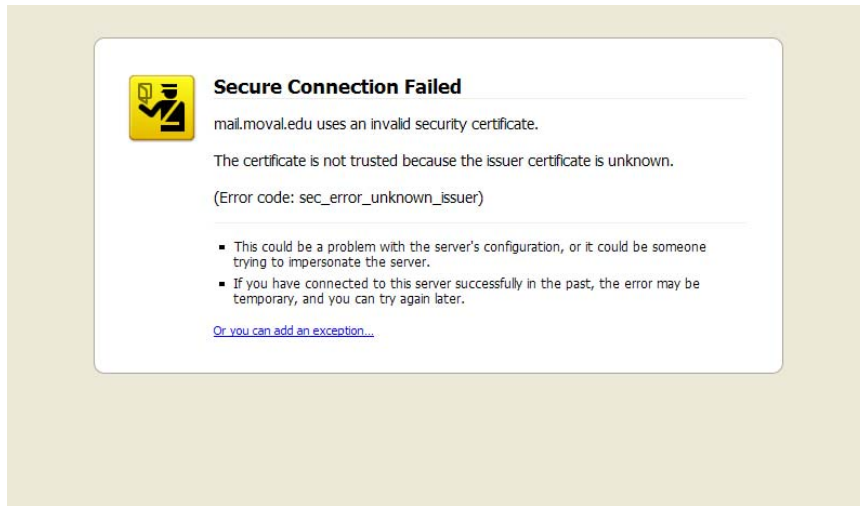 Secure Connection Failed
mail.moval.edu uses an invalid security certificate.
The certificate is not trusted because the issuer certificate is unknown.
(Error code: sec_error_unknown_issuer)
▪ This could be a problem with the server's configuration, or it could be someone
trying to impersonate the server.
▪ If you have connected to this server successfully in the past, the error may be
temporary, and you can try again later.
Or you can add an exception...